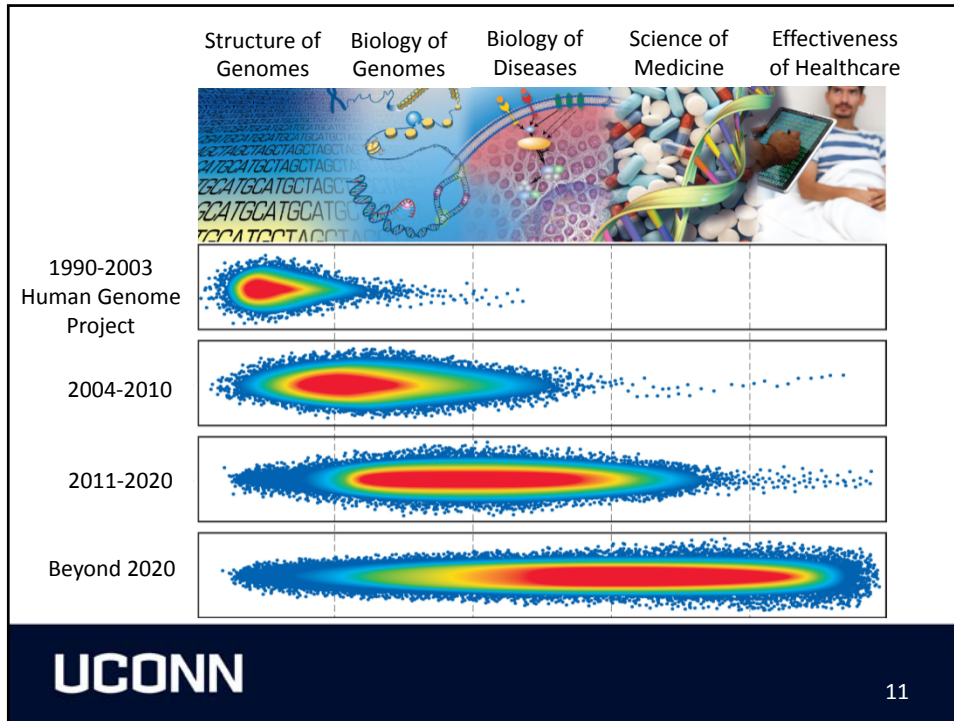 Structure of
Genomes
Biology of
Genomes
Biology of
Diseases
Science of
Medicine
Effectiveness
of Healthcare
1990-2003
Human Genome
Project
2004-2010
2011-2020
Beyond 2020
UCONN
11